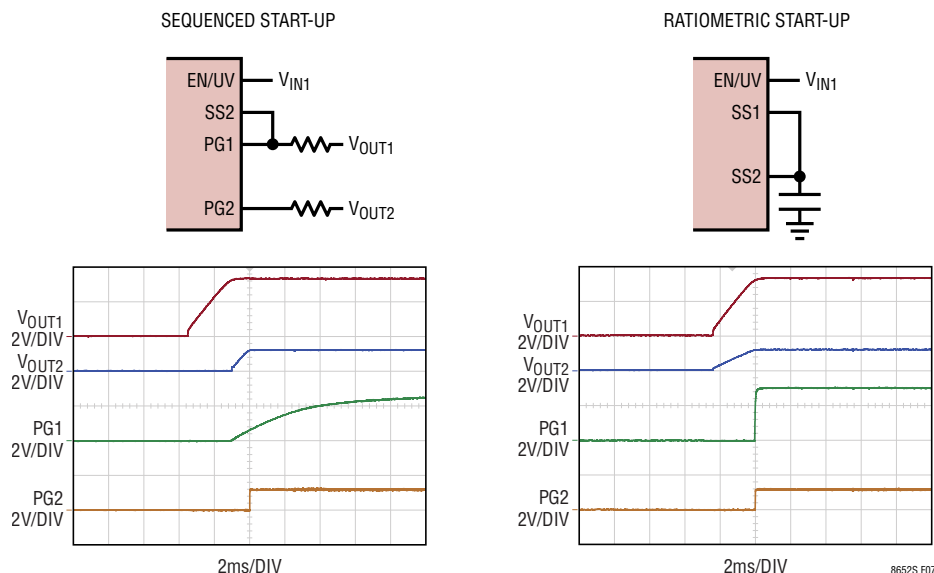 SEQUENCED START-UP
EN/UV
VIN1
SS2
PG1
VOUT1
PG2
VOUT2
VOUT1
2V/DIV
VOUT2
2V/DIV
PG1
2V/DIV
PG2
2V/DIV
2ms/DIV
RATIOMETRIC START-UP
EN/UV
VIN1
SS1
SS2
VOUT1
2V/DIV
VOUT2
2V/DIV
PG1
2V/DIV
PG2
2V/DIV
2ms/DIV
8652S F07